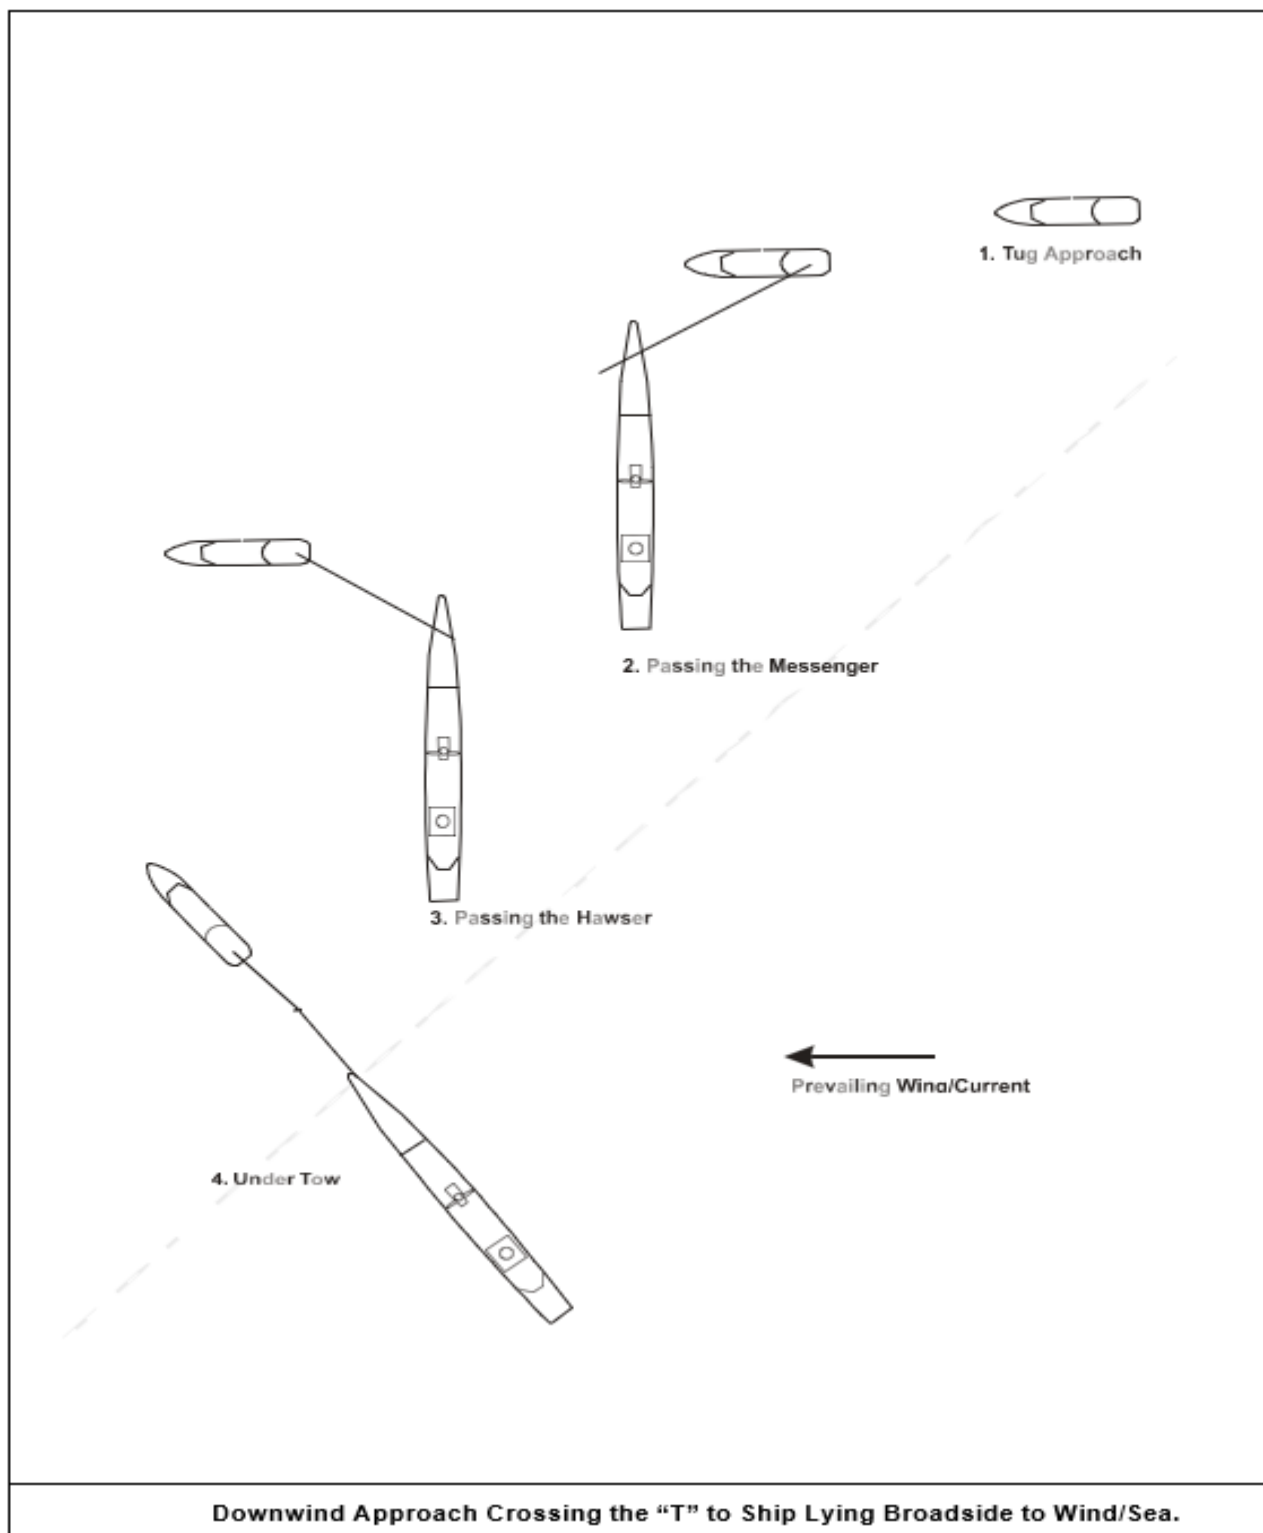 1. Tug Approach
2. Passing the Messenger
3. Passing the Hawser
Prevailing Wind/Current
4. Under Tow
Downwind Approach Crossing the “T” to Ship Lying Broadside to Wind/Sea.